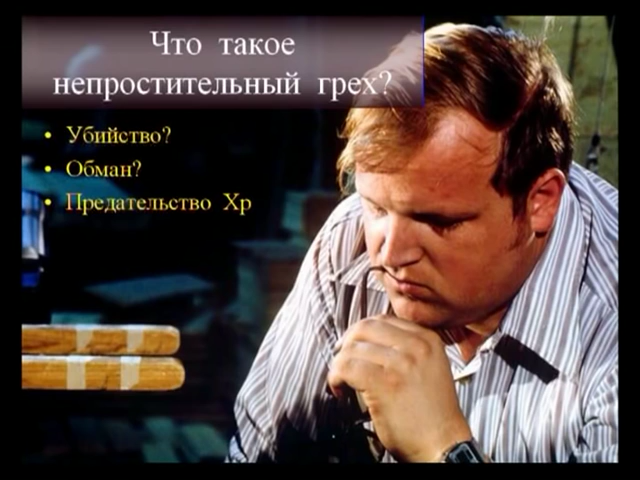 Что такое
непростительный грех?
• Убийство?
• Обман?
• Предательство Хр